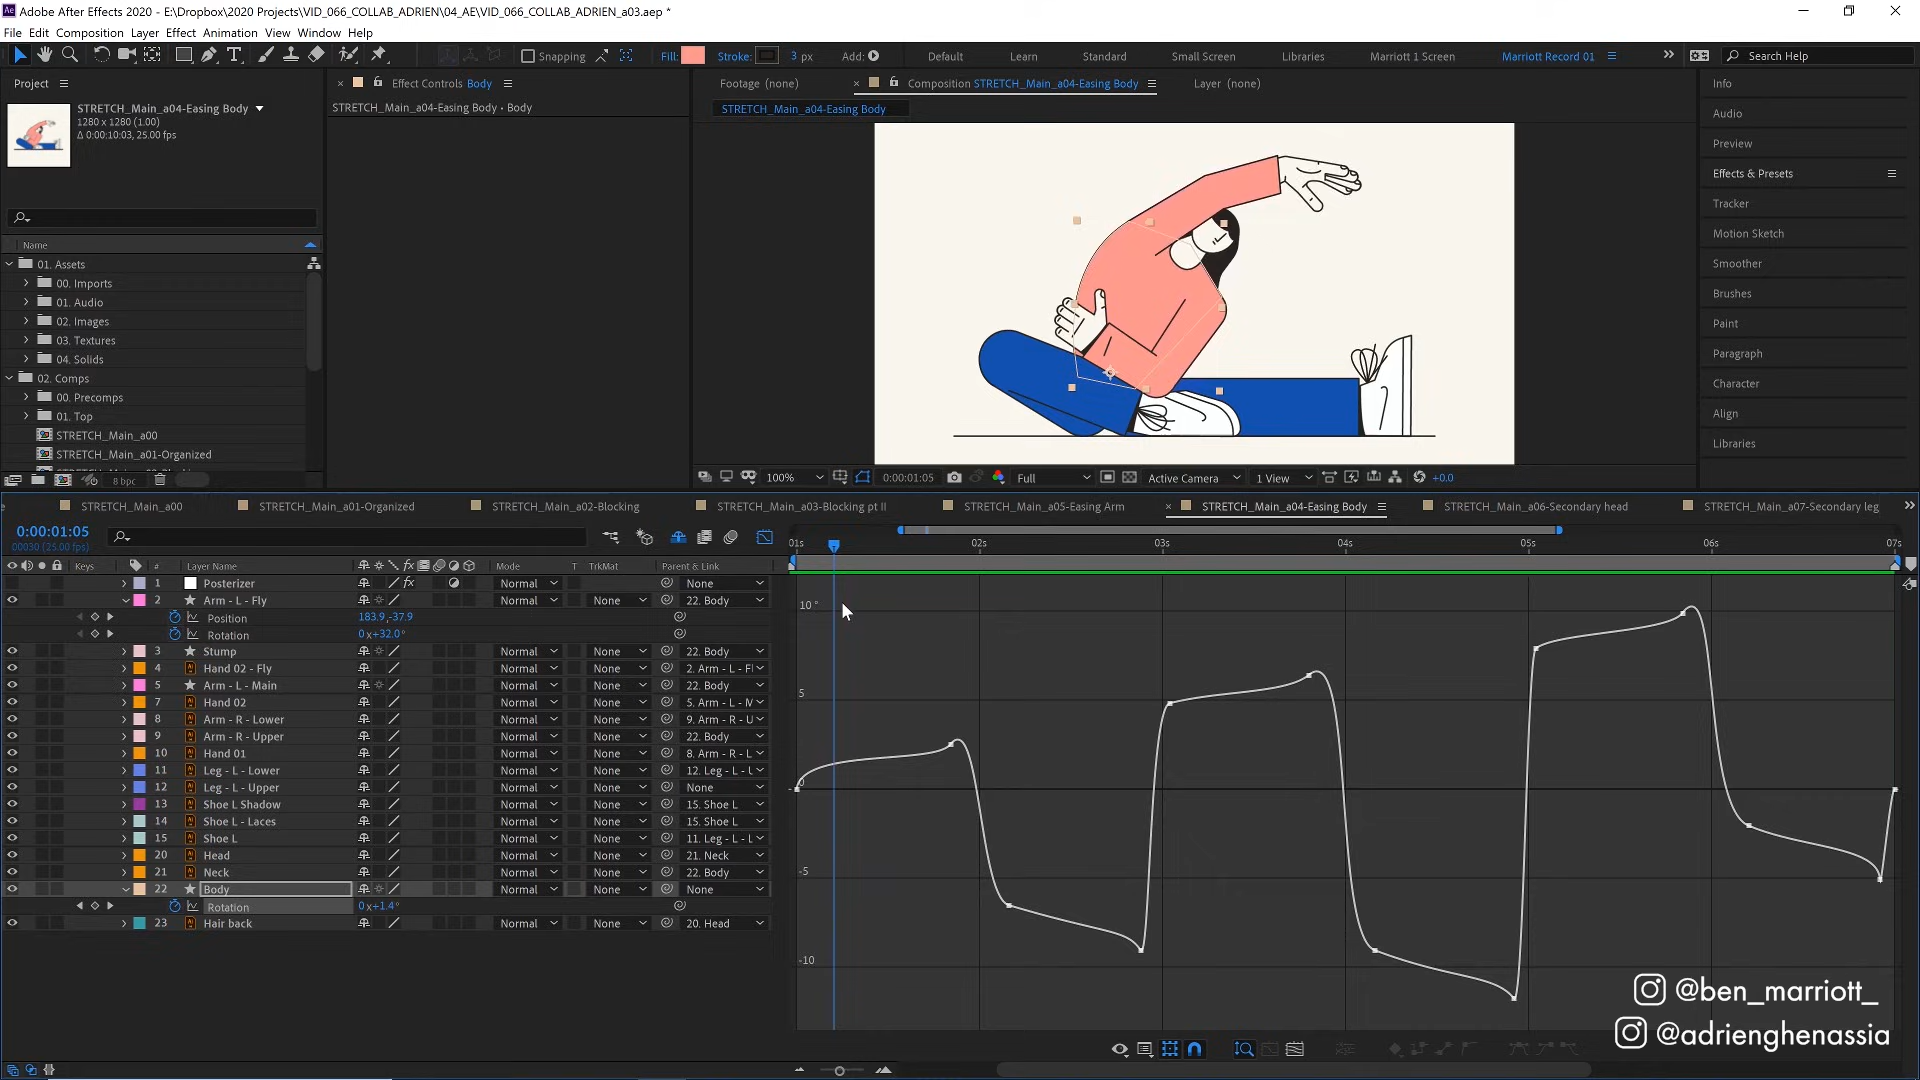 Adobe After Effects 2020 - E:\Dropbox\2020 Projects\VID_066_COLLAB_ADRIEN\04_AE\VID_066_COLLAB_ADRIEN_a03.aep *
File Edit Composition Layer Effect Animation View Window Help
Snapping Fill: Stroke: 3 px Add: Default Learn Standard Small Screen Libraries Marriott 1 Screen Marriott Record 01 Search Help
Project
Effect Controls Body
Footage (none)
Composition STRETCH_Main_a04-Easing Body
Layer (none)
STRETCH_Main_a04-Easing Body
1280 x 1280 (1.00)
Δ 0:00:10:03, 25.00 fps
STRETCH_Main_a04-Easing Body • Body
STRETCH_Main_a04-Easing Body
Name
01. Assets
00. Imports
01. Audio
02. Images
03. Textures
04. Solids
02. Comps
00. Precomps
01. Top
STRETCH_Main_a00
STRETCH_Main_a01-Organized
8 bpc
100% 0:00:01:05 Full Active Camera 1 View +0.0
Info
Audio
Preview
Effects & Presets
Tracker
Motion Sketch
Smoother
Brushes
Paint
Paragraph
Character
Align
Libraries
STRETCH_Main_a00 STRETCH_Main_a01-Organized STRETCH_Main_a02-Blocking STRETCH_Main_a03-Blocking pt II STRETCH_Main_a05-Easing Arm STRETCH_Main_a04-Easing Body STRETCH_Main_a06-Secondary head STRETCH_Main_a07-Secondary leg
0:00:01:05
00030 (25.00 fps)
01s 02s 03s 04s 05s 06s 07s
Keys # Layer Name Mode T TrkMat Parent & Link
1 Posterizer Normal None
2 Arm - L - Fly Normal None 22. Body
Position 183.9,-37.9
Rotation 0x+32.0°
3 Stump Normal None 22. Body
4 Hand 02 - Fly Normal None 2. Arm - L - Fl
5 Arm - L - Main Normal None 22. Body
7 Hand 02 Normal None 5. Arm - L - M
8 Arm - R - Lower Normal None 9. Arm - R - U
9 Arm - R - Upper Normal None 22. Body
10 Hand 01 Normal None 8. Arm - R - L
11 Leg - L - Lower Normal None 12. Leg - L - U
12 Leg - L - Upper Normal None None
13 Shoe L Shadow Normal None 15. Shoe L
14 Shoe L - Laces Normal None 15. Shoe L
15 Shoe L Normal None 11. Leg - L - L
20 Head Normal None 21. Neck
21 Neck Normal None 22. Body
22 Body Normal None None
Rotation 0x+1.4°
23 Hair back Normal None 20. Head
10°
5
0
-5
-10
@ben_marriott_
@adrienghenassia